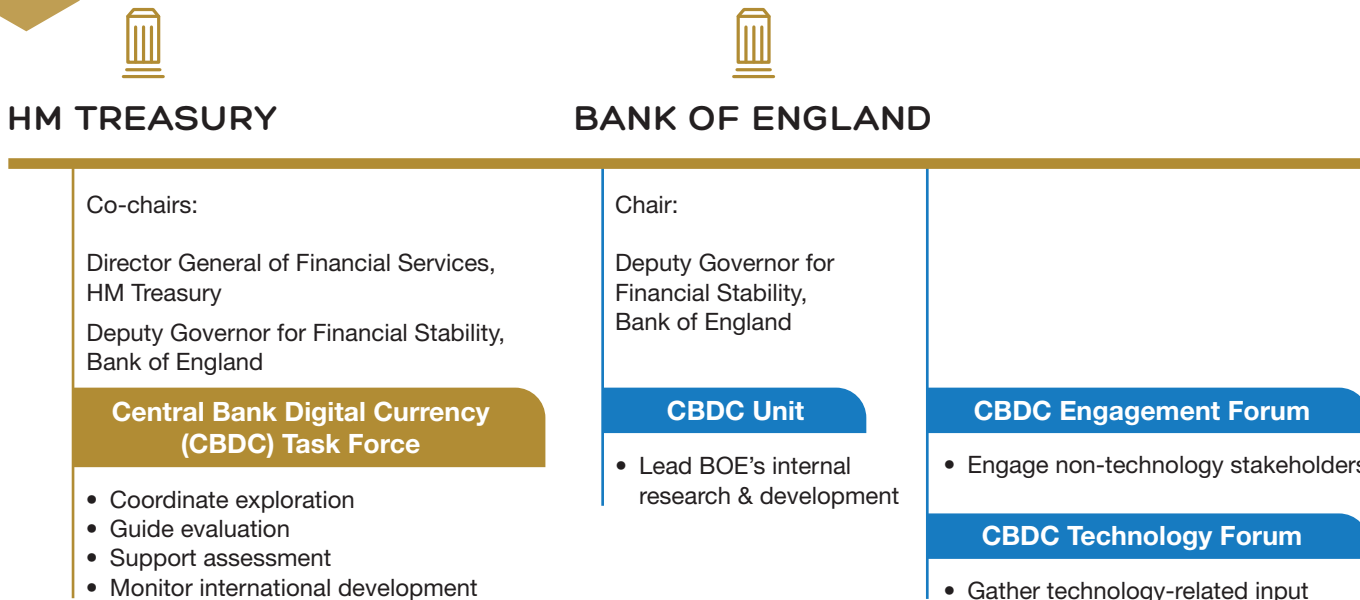 HM TREASURY
BANK OF ENGLAND
Co-chairs:
Director General of Financial Services,
HM Treasury
Deputy Governor for Financial Stability,
Bank of England
Central Bank Digital Currency
(CBDC) Task Force
• Coordinate exploration
• Guide evaluation
• Support assessment
• Monitor international development
Chair:
Deputy Governor for
Financial Stability,
Bank of England
CBDC Unit
• Lead BOE's internal
research & development
CBDC Engagement Forum
• Engage non-technology stakeholders
CBDC Technology Forum
• Gather technology-related input